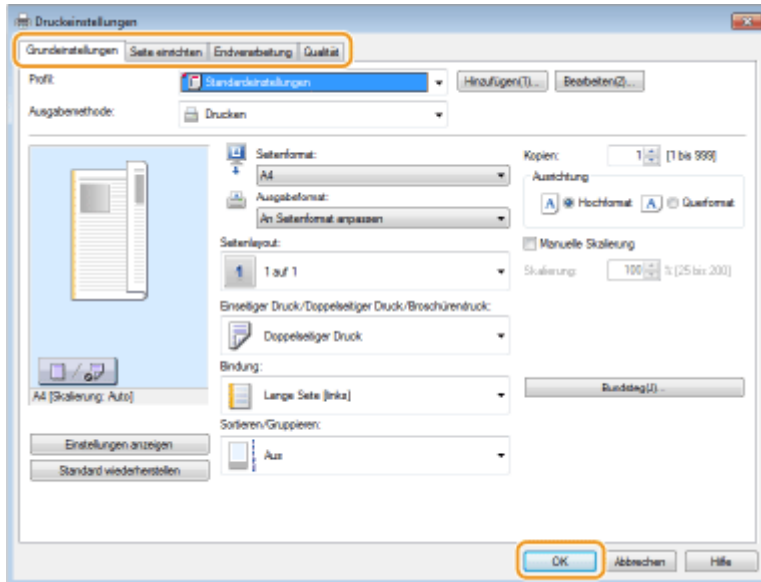 Druckeinstellungen
Grundeinstellungen Seite einrichten Endverarbeitung Qualität
Profil: Standardeinstellungen Hinzufügen(1)... Bearbeiten(2)...
Ausgabemethode: Drucken
Seitenformat:
A4
Ausgabeformat:
An Seitenformat anpassen
Seitenlayout:
1 1 auf 1
Einseitiger Druck/Doppelseitiger Druck/Broschürendruck:
Doppelseitiger Druck
Bindung:
Lange Seite [links]
Sortieren/Gruppieren:
Aus
Kopien: 1 [1 bis 999]
Ausrichtung
A Hochformat A Querformat
Manuelle Skalierung
Skalierung: 100 % [25 bis 200]
Bundsteg(J)...
A4 [Skalierung: Auto]
Einstellungen anzeigen
Standard wiederherstellen
OK Abbrechen Hilfe